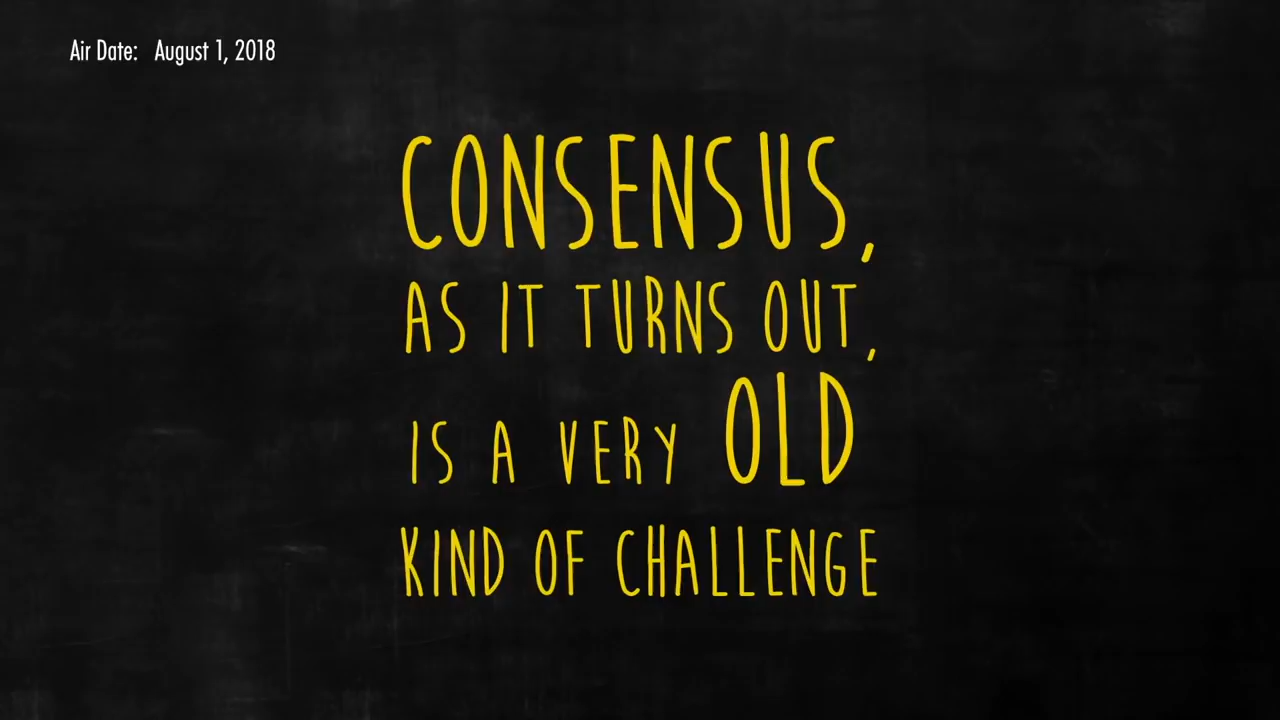 Air Date: August 1, 2018
CONSENSUS,
AS IT TURNS OUT,
IS A VERY OLD
KIND OF CHALLENGE